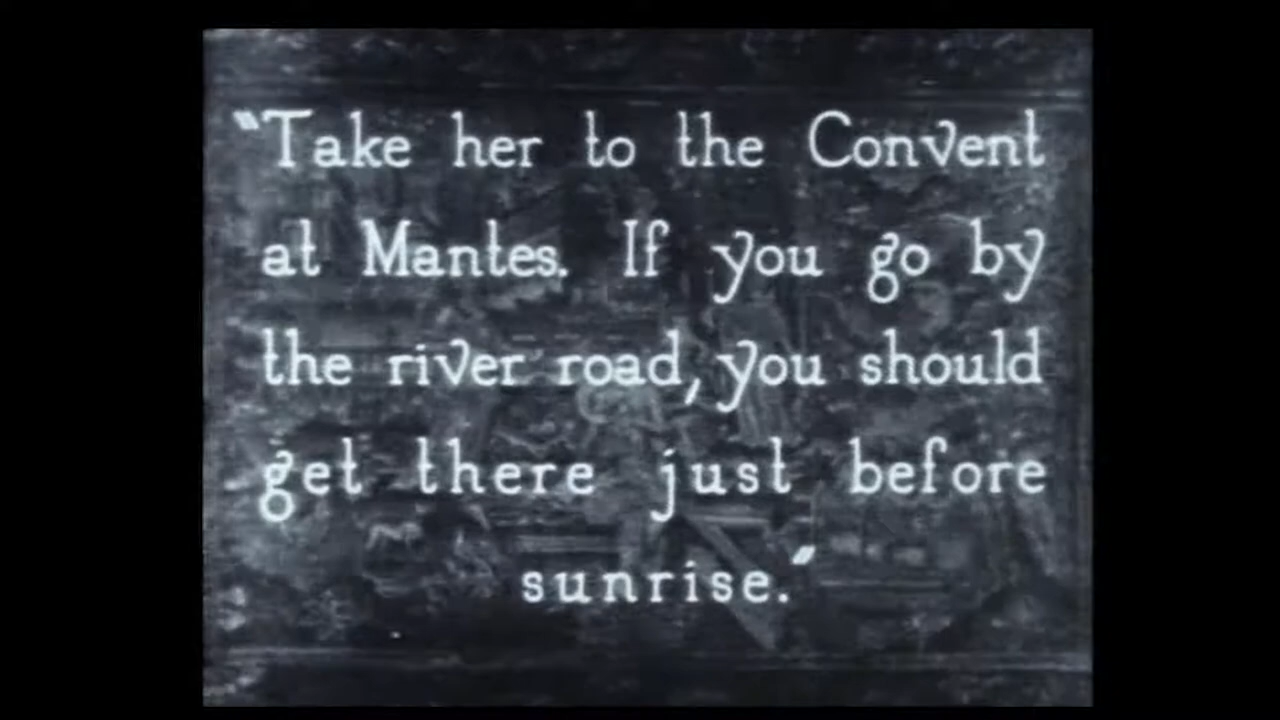 “Take her to the Convent
at Mantes. If you go by
the river road, you should
get there just before
sunrise.”